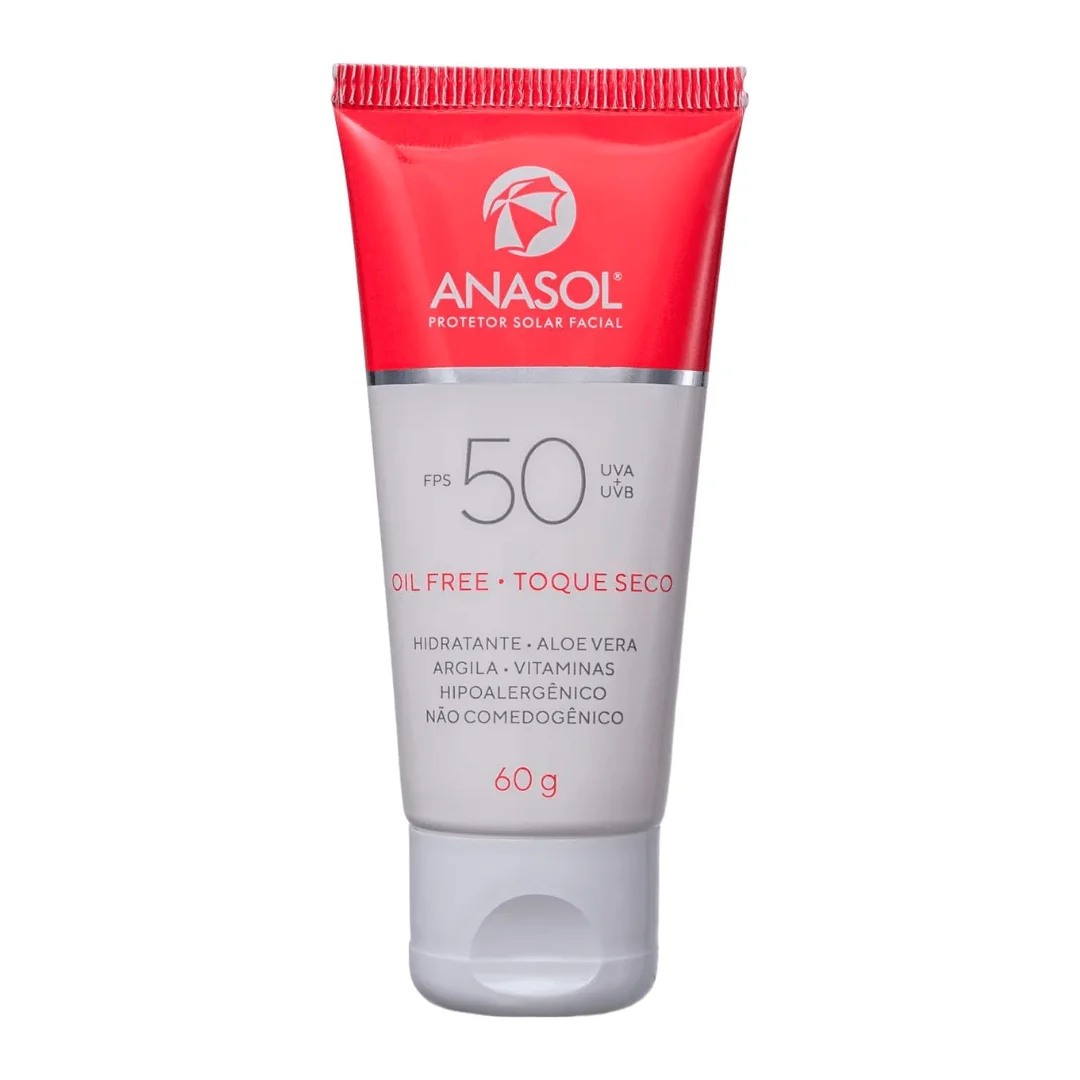 ANASOL®
PROTETOR SOLAR FACIAL
FPS 50 UVA + UVB
OIL FREE • TOQUE SECO
HIDRATANTE • ALOE VERA
ARGILA • VITAMINAS
HIPOALERGÊNICO
NÃO COMEDOGÊNICO
60 g